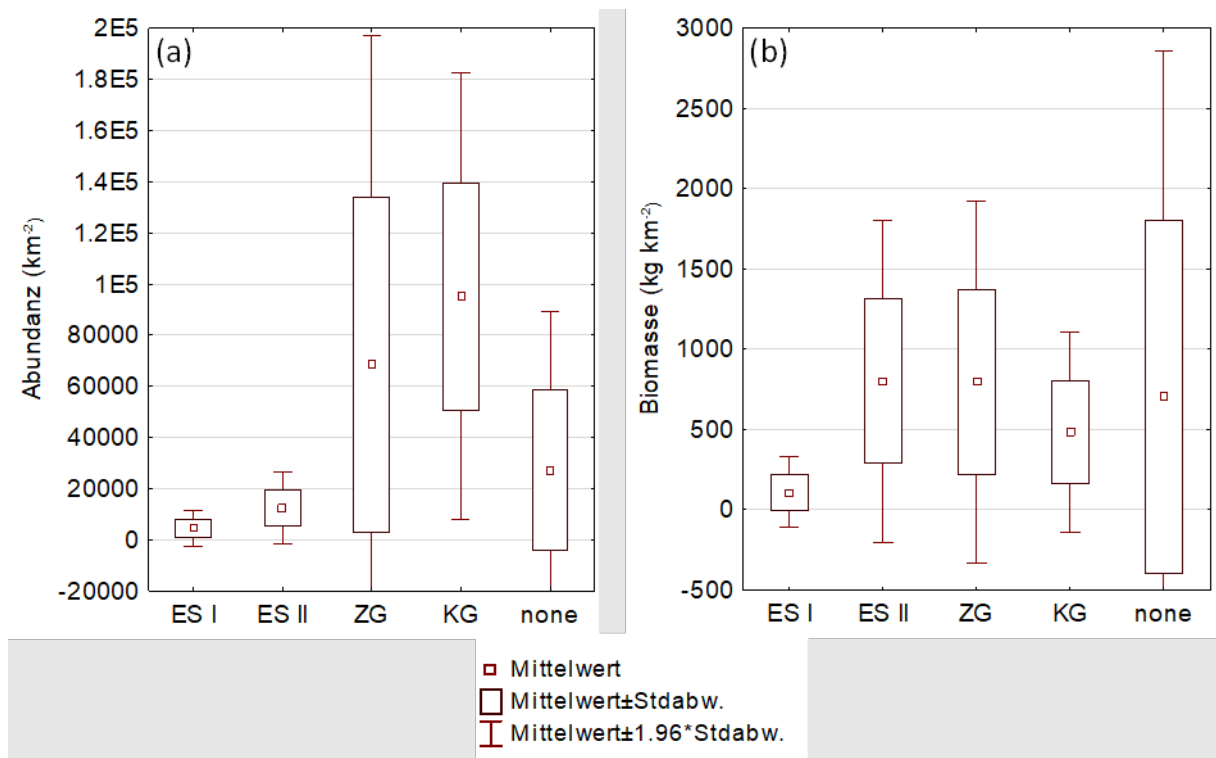 (a)
Abundanz (km-2)
2E5
1.8E5
1.6E5
1.4E5
1.2E5
1E5
80000
60000
40000
20000
0
-20000
ES I ES II ZG KG none
(b)
Biomasse (kg km-2)
3000
2500
2000
1500
1000
500
0
-500
ES I ES II ZG KG none
Mittelwert
Mittelwert±Stdabw.
Mittelwert±1.96*Stdabw.